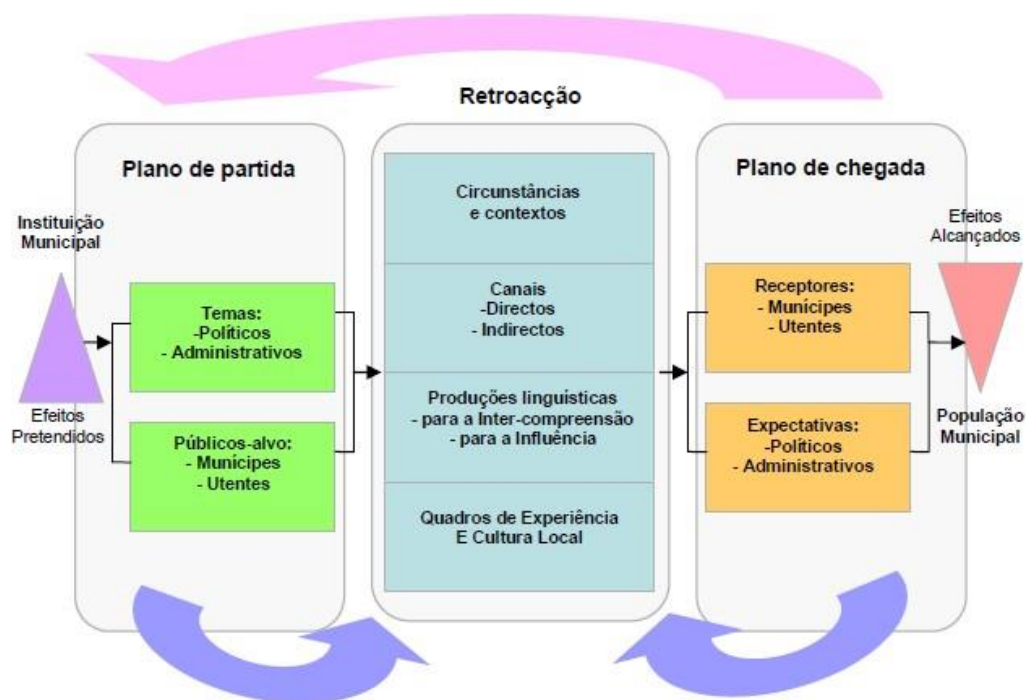 Retroacção
Plano de partida
Instituição
Municipal
Efeitos
Pretendidos
Temas:
-Políticos
- Administrativos
Públicos-alvo:
- Munícipes
- Utentes
Circunstâncias
e contextos
Canais
-Directos
- Indirectos
Produções linguísticas
- para a Inter-compreensão
- para a Influência
Quadros de Experiência
E Cultura Local
Plano de chegada
Receptores:
- Munícipes
- Utentes
Expectativas:
-Políticos
- Administrativos
Efeitos
Alcançados
População
Municipal